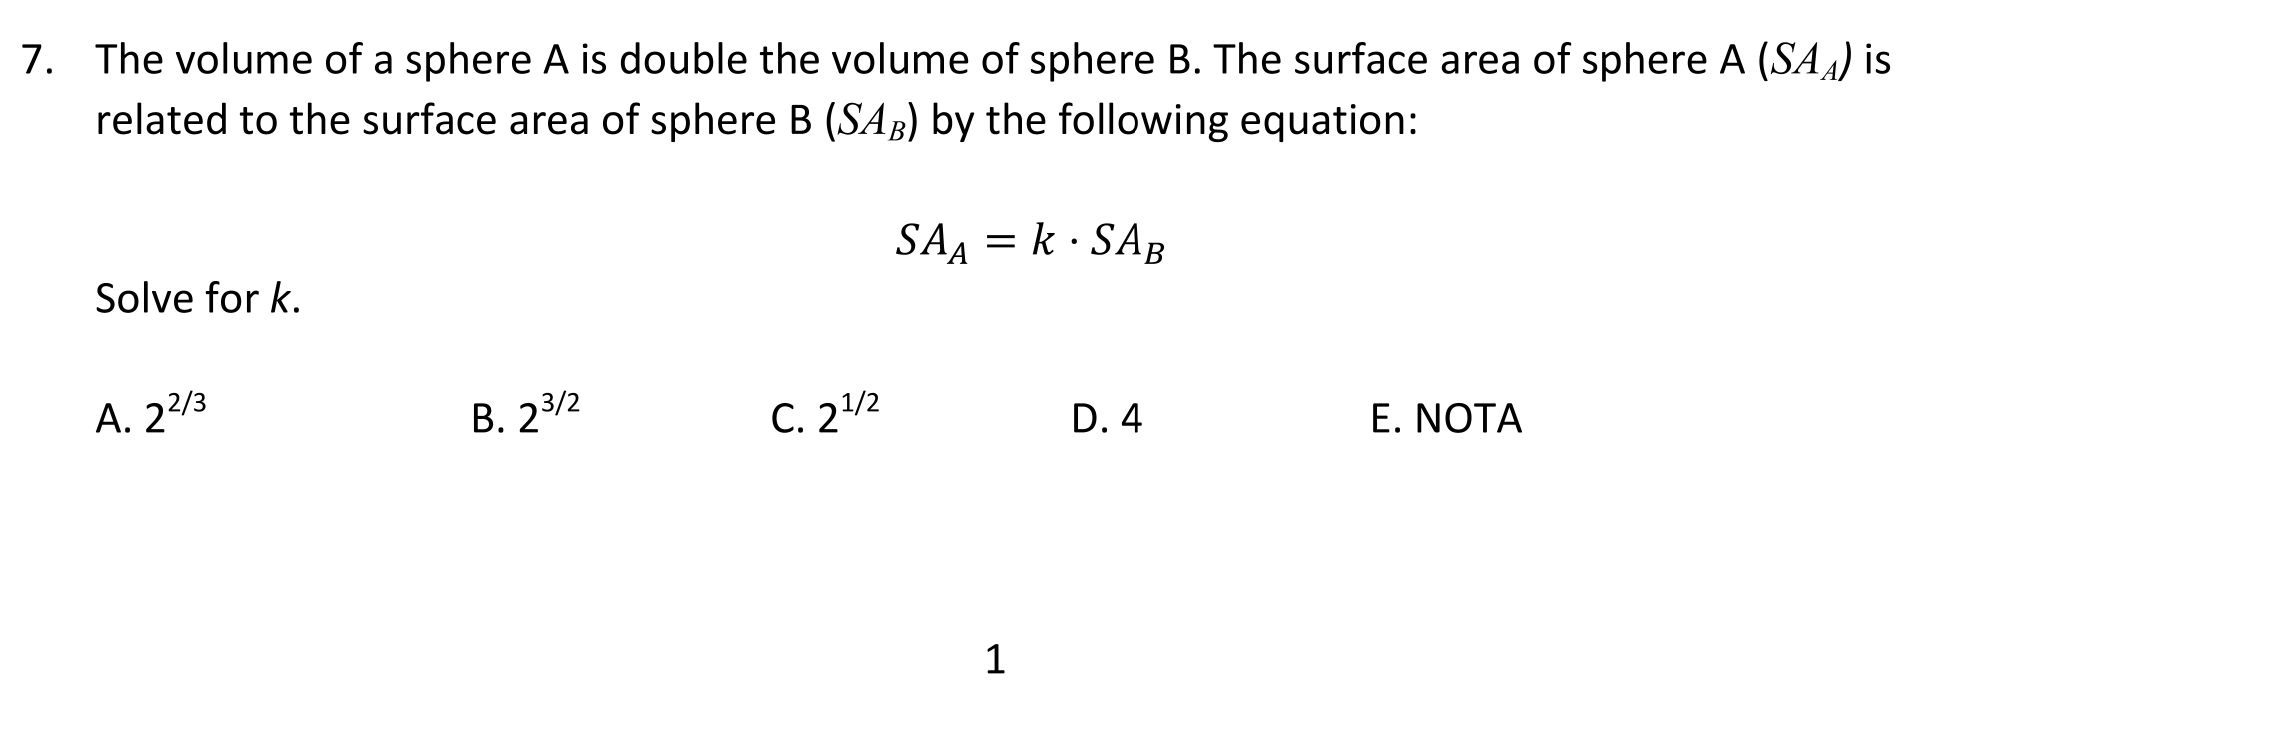 7. The volume of a sphere A is double the volume of sphere B. The surface area of sphere A (SA_A) is
related to the surface area of sphere B (SA_B) by the following equation:
SA_A = k · SA_B
Solve for k.
A. 2^{2/3} B. 2^{3/2} C. 2^{1/2} D. 4 E. NOTA
1